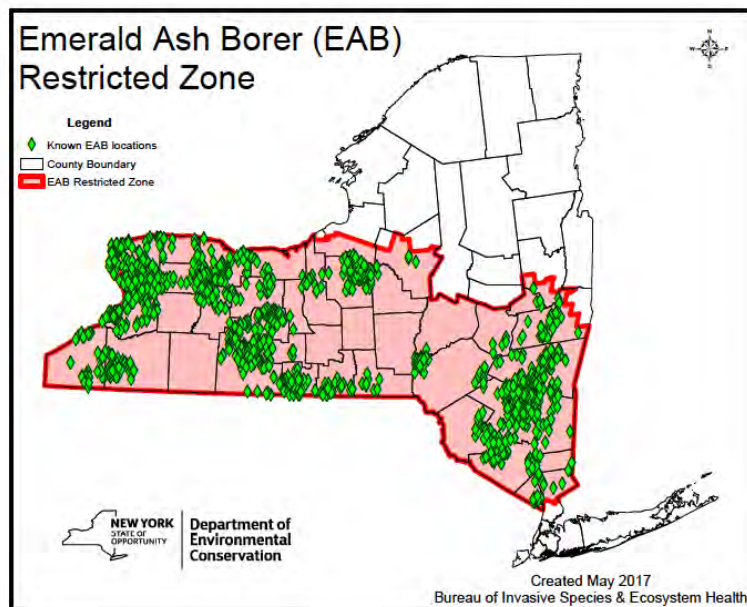 Emerald Ash Borer (EAB)
Restricted Zone
N
W
E
S
Legend
Known EAB locations
County Boundary
EAB Restricted Zone
NEW YORK
STATE OF
OPPORTUNITY
Department of
Environmental
Conservation
Created May 2017
Bureau of Invasive Species & Ecosystem Health